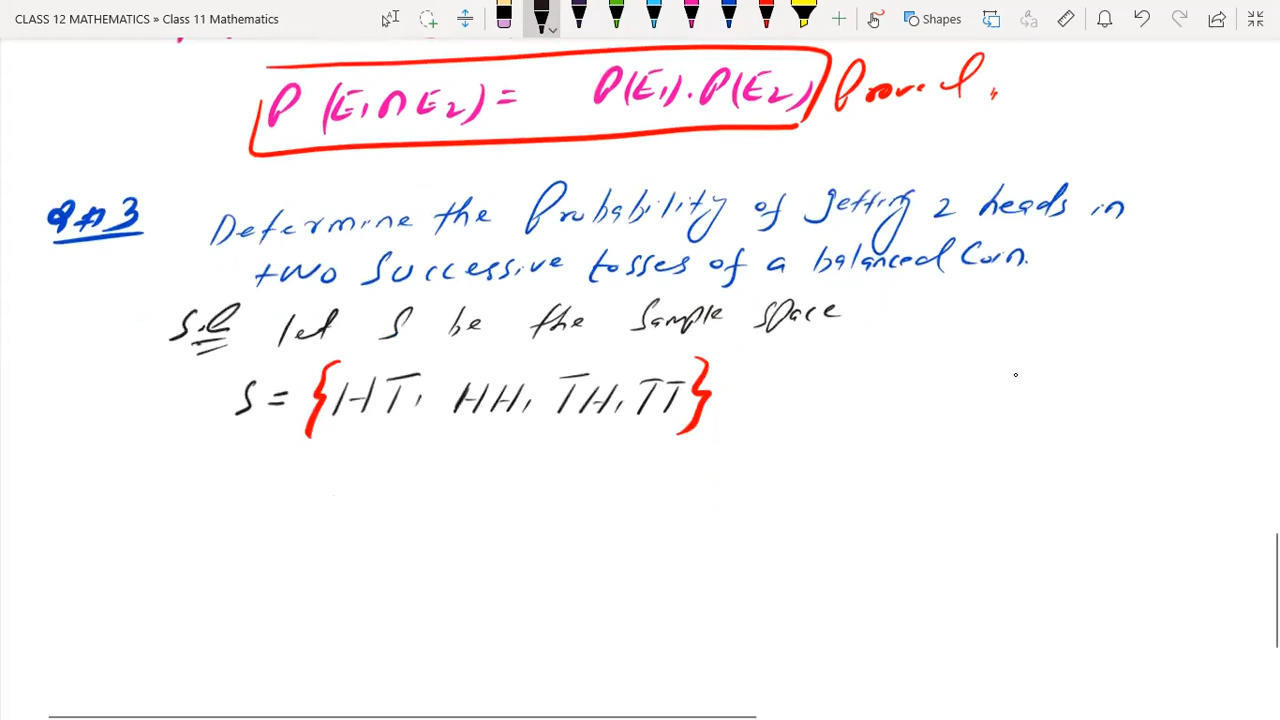 CLASS 12 MATHEMATICS » Class 11 Mathematics
Shapes
P(E₁∩E₂) = P(E₁).P(E₂) Proved,
Q#3 Determine the Probability of getting 2 heads in
two successive tosses of a balanced Coin.
Sol let S be the sample space
S = {HT, HH, TH, TT}